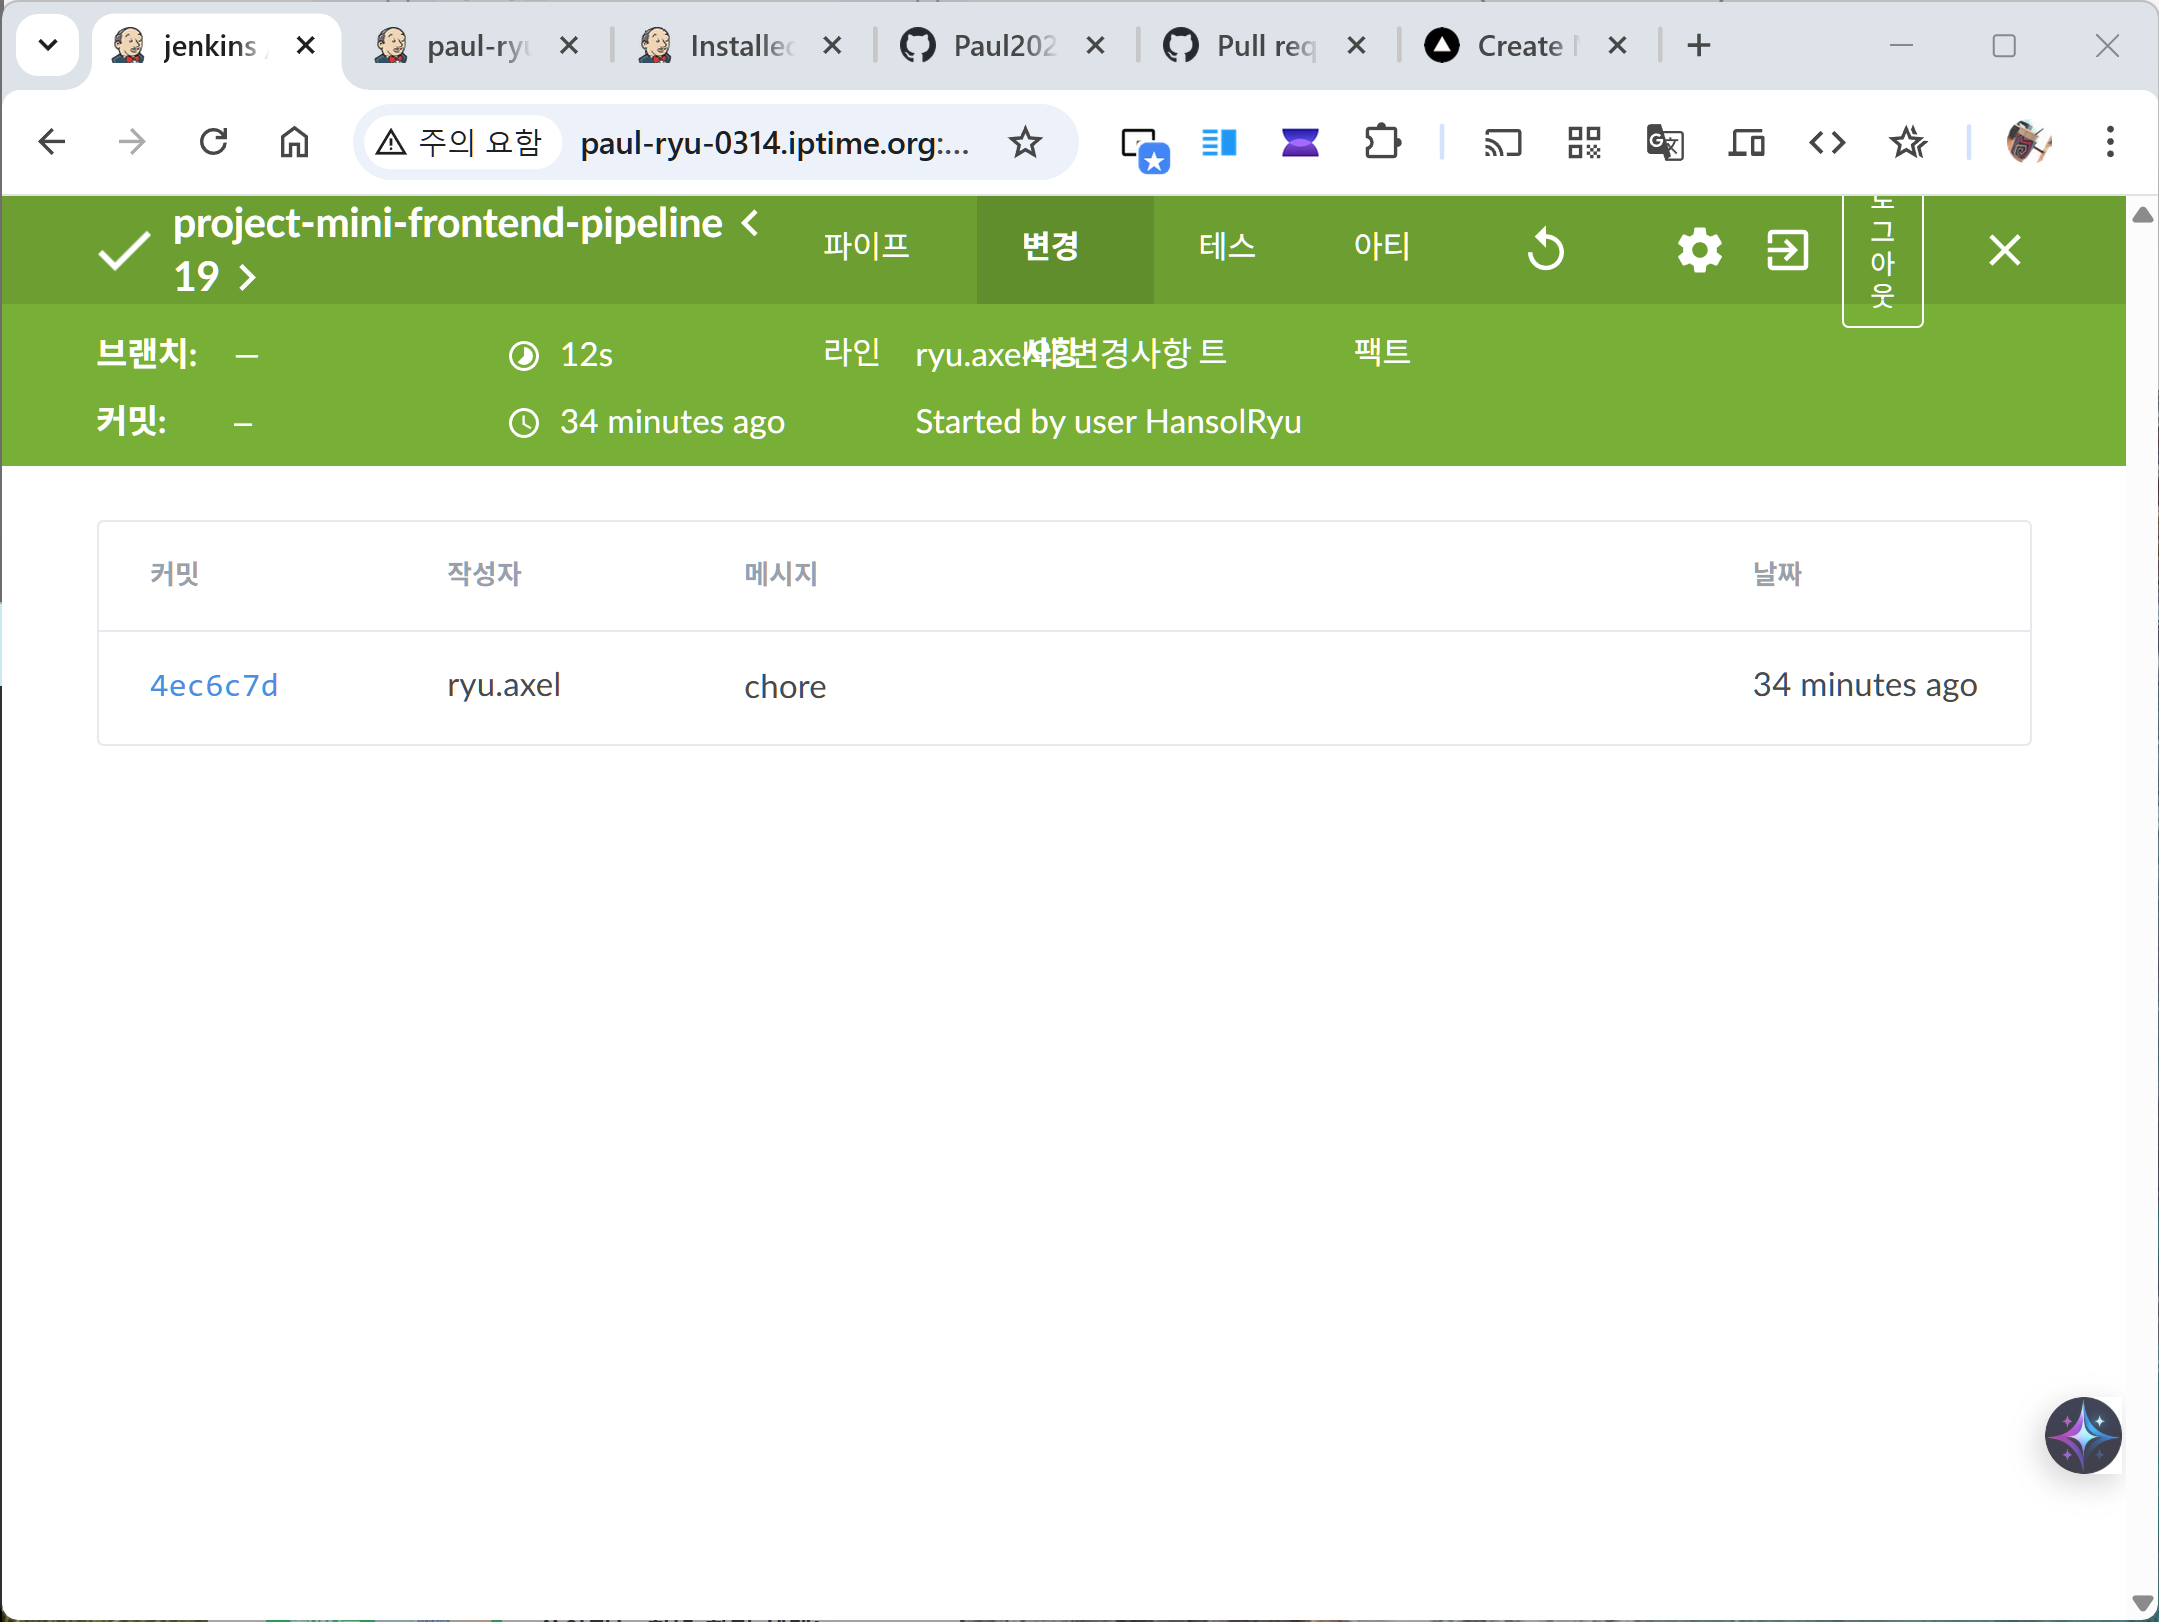 jenkins
paul-ryu
Installed
Paul202
Pull req
Create
주의 요함
paul-ryu-0314.iptime.org:...
project-mini-frontend-pipeline
19
파이프
라인
변경
사항
테스
트
아티
팩트
로
그
아
웃
브랜치: —
12s
ryu.axel의 변경사항
커밋: —
34 minutes ago
Started by user HansolRyu
커밋 작성자 메시지 날짜
4ec6c7d ryu.axel chore 34 minutes ago